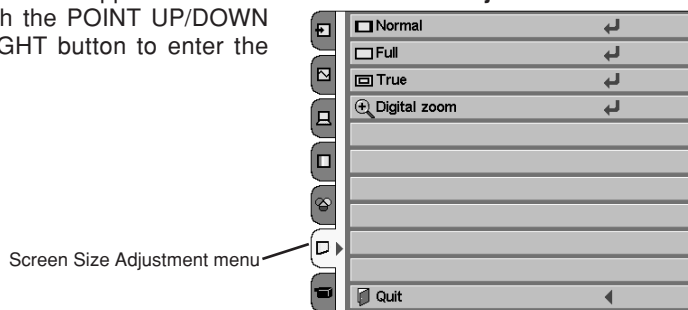 h the POINT UP/DOWN
GHT button to enter the
Normal
Full
True
Digital zoom
Quit
Screen Size Adjustment menu